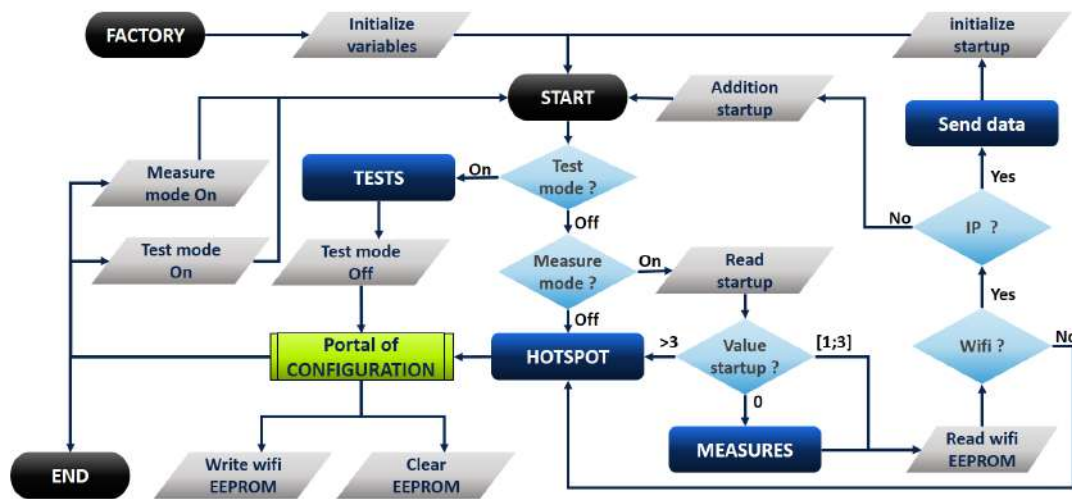 FACTORY
Initialize
variables
initialize
startup
START
Addition
startup
Send data
Measure
mode On
TESTS
On
Test
mode ?
Yes
No
IP ?
Off
Test mode
On
Test mode
Off
Measure
mode ?
On
Read
startup
Yes
Off
Portal of
CONFIGURATION
HOTSPOT
>3
Value
startup ?
[1;3]
Wifi ?
No
0
END
Write wifi
EEPROM
Clear
EEPROM
MEASURES
Read wifi
EEPROM